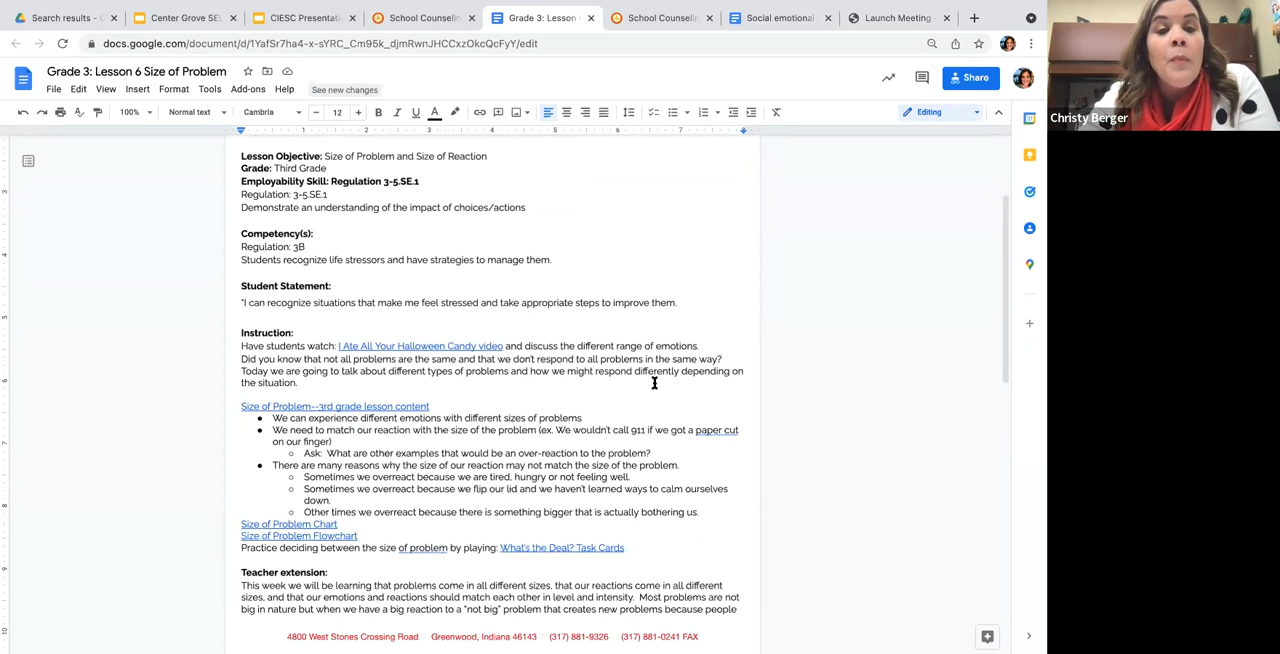 Search results - G
Center Grove SEL
CIESC Presentati
School Counselin
Grade 3: Lesson
School Counselin
Social emotional
Launch Meeting
docs.google.com/document/d/1YafSr7ha4-x-sYRC_Cm95k_djmRwnJHCCxzOkcQcFyY/edit
Grade 3: Lesson 6 Size of Problem
File Edit View Insert Format Tools Add-ons Help See new changes
Share
100% Normal text Cambria 12 B I U A Editing
Christy Berger
1 2 3 4 5 6 7
Lesson Objective: Size of Problem and Size of Reaction
Grade: Third Grade
Employability Skill: Regulation 3-5.SE.1
Regulation: 3-5.SE.1
Demonstrate an understanding of the impact of choices/actions
Competency(s):
Regulation: 3B
Students recognize life stressors and have strategies to manage them.
Student Statement:
"I can recognize situations that make me feel stressed and take appropriate steps to improve them.
Instruction:
Have students watch: I Ate All Your Halloween Candy video and discuss the different range of emotions.
Did you know that not all problems are the same and that we don't respond to all problems in the same way?
Today we are going to talk about different types of problems and how we might respond differently depending on
the situation.
Size of Problem--3rd grade lesson content
● We can experience different emotions with different sizes of problems
● We need to match our reaction with the size of the problem (ex. We wouldn't call 911 if we got a paper cut
on our finger)
○ Ask: What are other examples that would be an over-reaction to the problem?
● There are many reasons why the size of our reaction may not match the size of the problem.
○ Sometimes we overreact because we are tired, hungry or not feeling well.
○ Sometimes we overreact because we flip our lid and we haven't learned ways to calm ourselves
down.
○ Other times we overreact because there is something bigger that is actually bothering us.
Size of Problem Chart
Size of Problem Flowchart
Practice deciding between the size of problem by playing: What's the Deal? Task Cards
Teacher extension:
This week we will be learning that problems come in all different sizes, that our reactions come in all different
sizes, and that our emotions and reactions should match each other in level and intensity. Most problems are not
big in nature but when we have a big reaction to a "not big" problem that creates new problems because people
4800 West Stones Crossing Road Greenwood, Indiana 46143 (317) 881-9326 (317) 881-0241 FAX